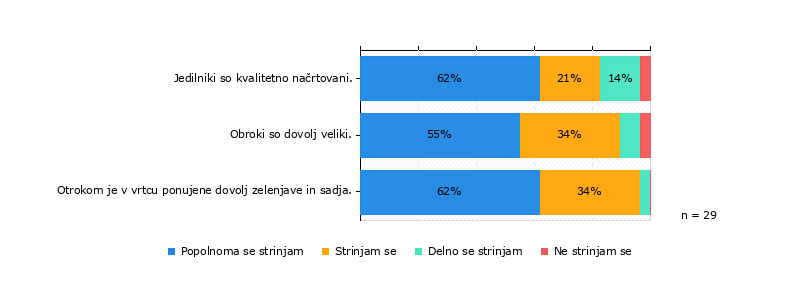 Jedilniki so kvalitetno načrtovani.
62% 21% 14%
Obroki so dovolj veliki.
55% 34%
Otrokom je v vrtcu ponujene dovolj zelenjave in sadja.
62% 34%
n = 29
Popolnoma se strinjam Strinjam se Delno se strinjam Ne strinjam se